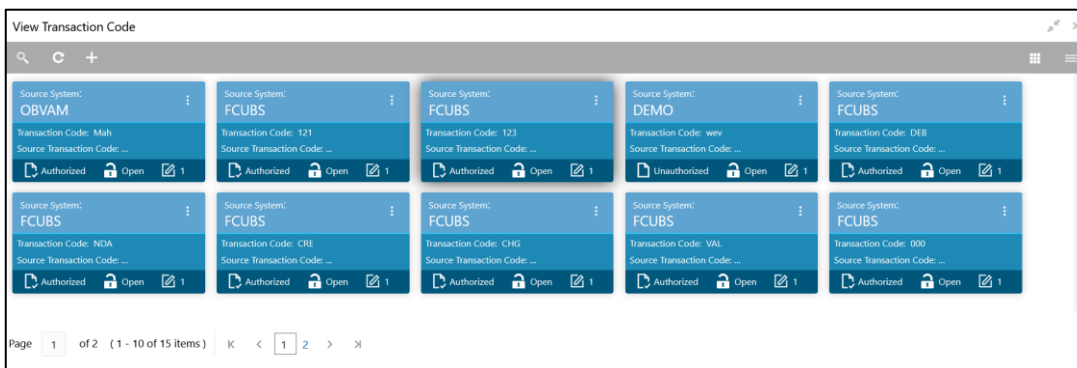 View Transaction Code
Source System: Source System: Source System: Source System: Source System:
OBVAM FCUBS FCUBS DEMO FCUBS
Transaction Code: Mah Transaction Code: 121 Transaction Code: 123 Transaction Code: wev Transaction Code: DEB
Source Transaction Code: ... Source Transaction Code: ... Source Transaction Code: ... Source Transaction Code: ... Source Transaction Code: ...
Authorized Open 1 Authorized Open 1 Authorized Open 1 Unauthorized Open 1 Authorized Open 1
Source System: Source System: Source System: Source System: Source System:
FCUBS FCUBS FCUBS FCUBS FCUBS
Transaction Code: NDA Transaction Code: CRE Transaction Code: CHG Transaction Code: VAL Transaction Code: 000
Source Transaction Code: ... Source Transaction Code: ... Source Transaction Code: ... Source Transaction Code: ... Source Transaction Code: ...
Authorized Open 1 Authorized Open 1 Authorized Open 1 Authorized Open 1 Authorized Open 1
Page 1 of 2 (1 - 10 of 15 items) 1 2